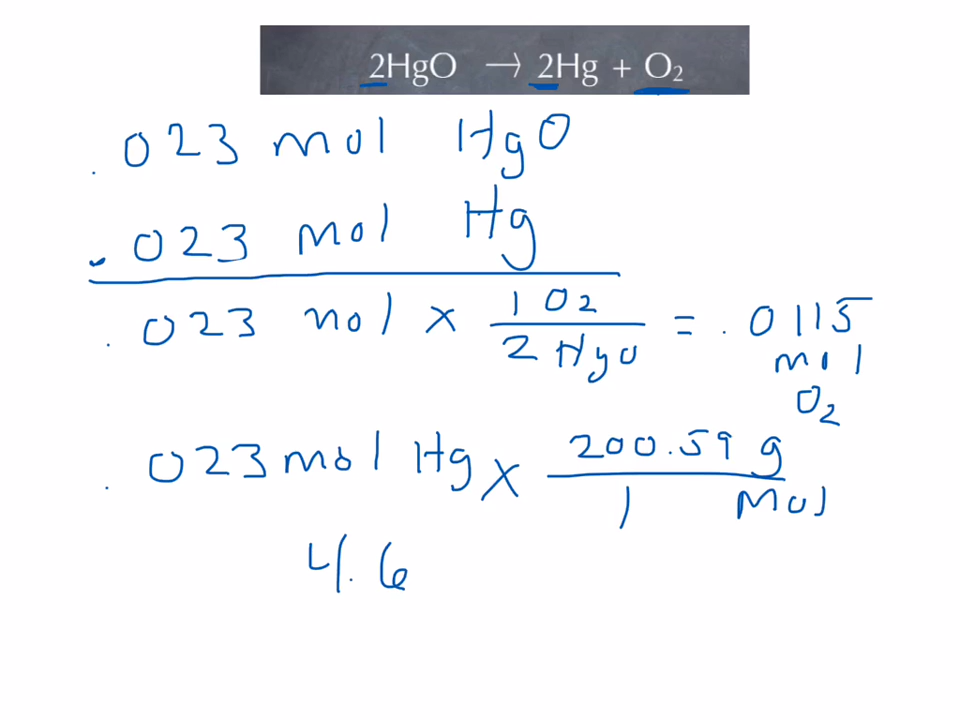 2HgO → 2Hg + O₂
.023 mol HgO
.023 mol Hg
.023 mol × 1 O₂ / 2 HgO = .0115 mol O₂
.023 mol Hg × 200.59 g / 1 Mol
4.6